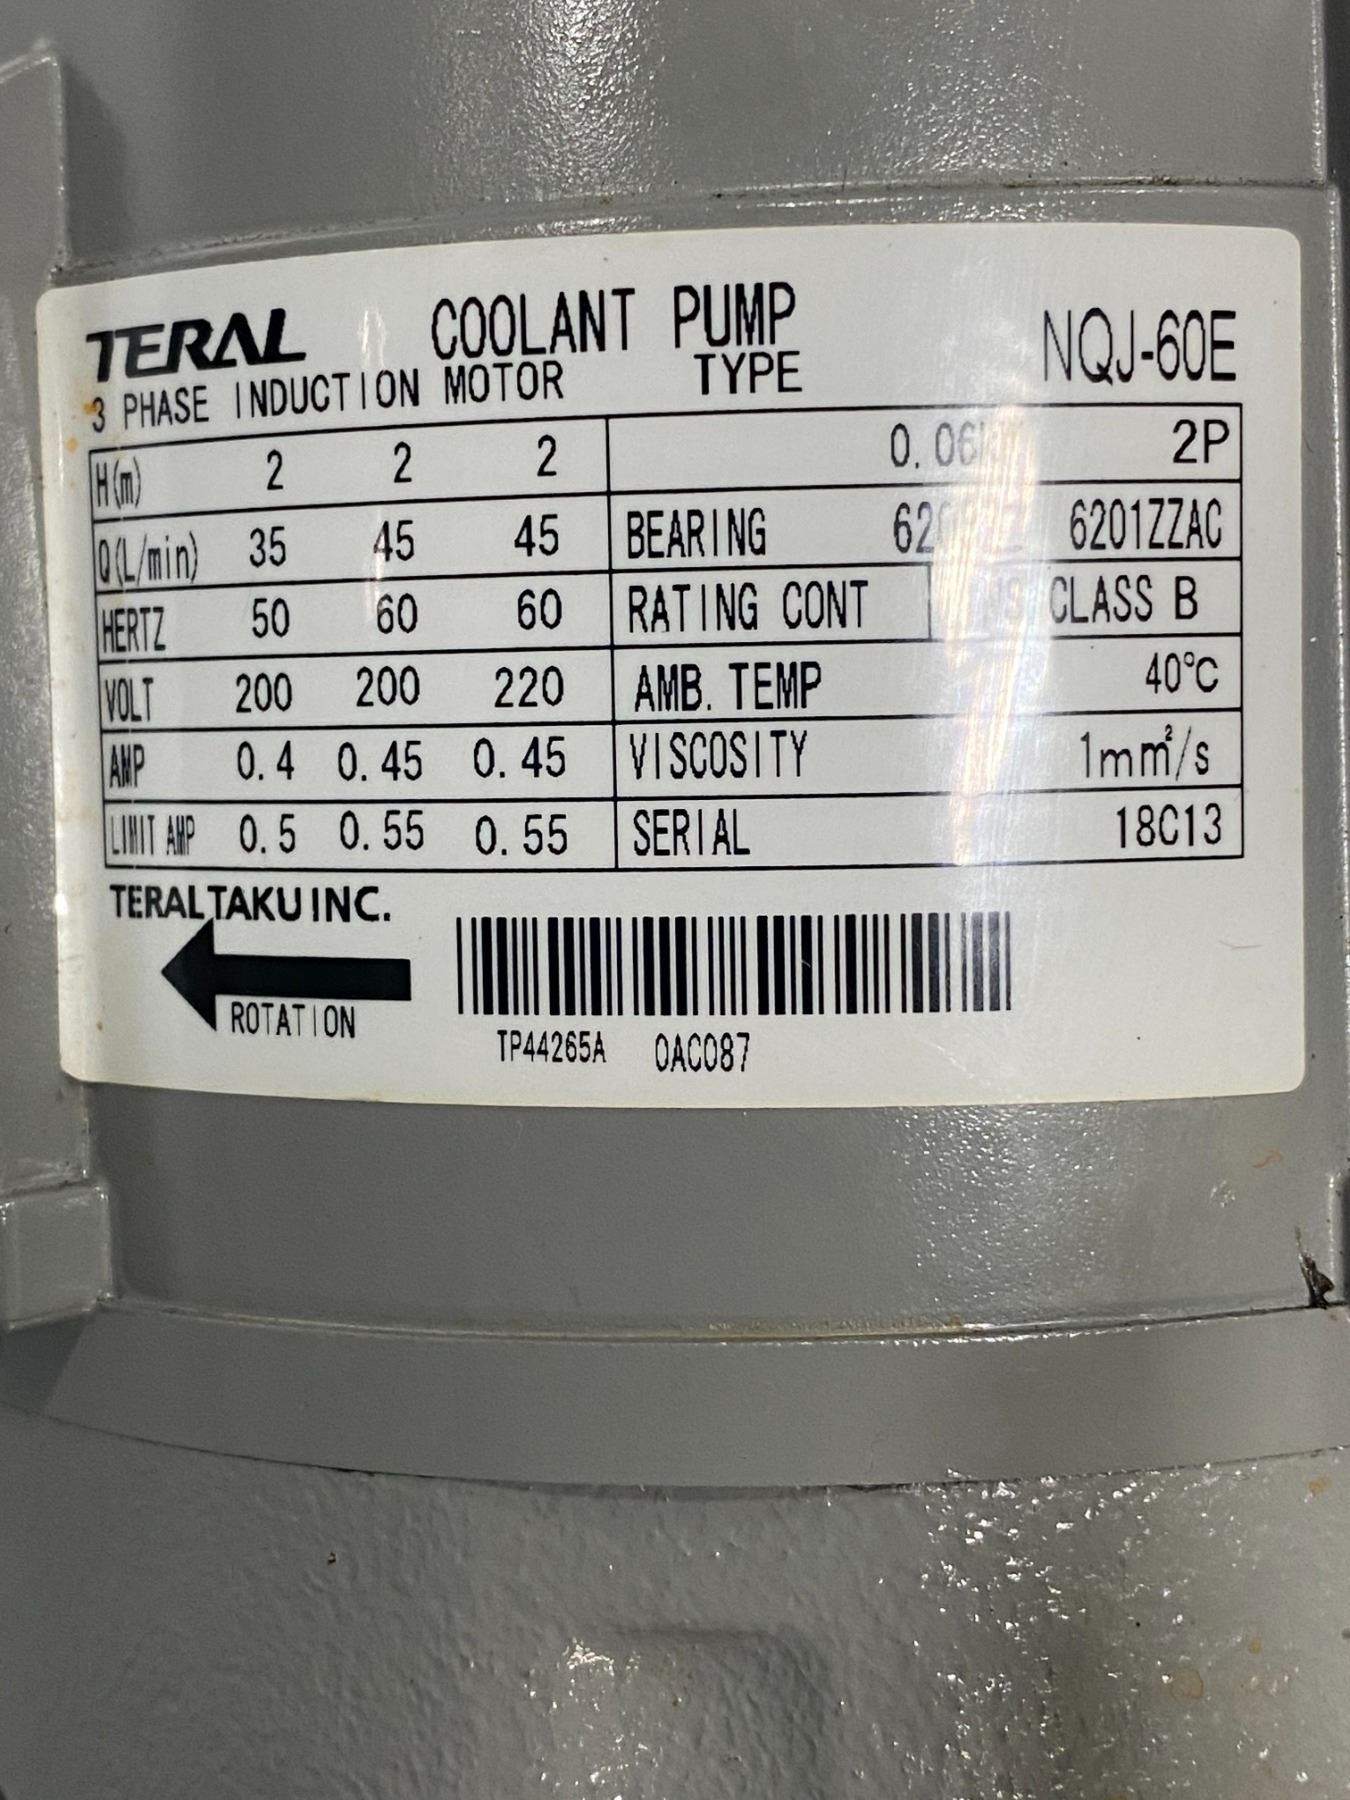 TERAL COOLANT PUMP NQJ-60E
3 PHASE INDUCTION MOTOR TYPE
H(m) 2 2 2 2P
Q(L/min) 35 45 45 BEARING 6201ZZAC
HERTZ 50 60 60 RATING CONT CLASS B
VOLT 200 200 220 AMB. TEMP 40℃
AMP 0.4 0.45 0.45 VISCOSITY 1mm²/s
LIMIT AMP 0.5 0.55 0.55 SERIAL 18C13
TERAL TAKU INC.
ROTATION
TP44265A 0AC087